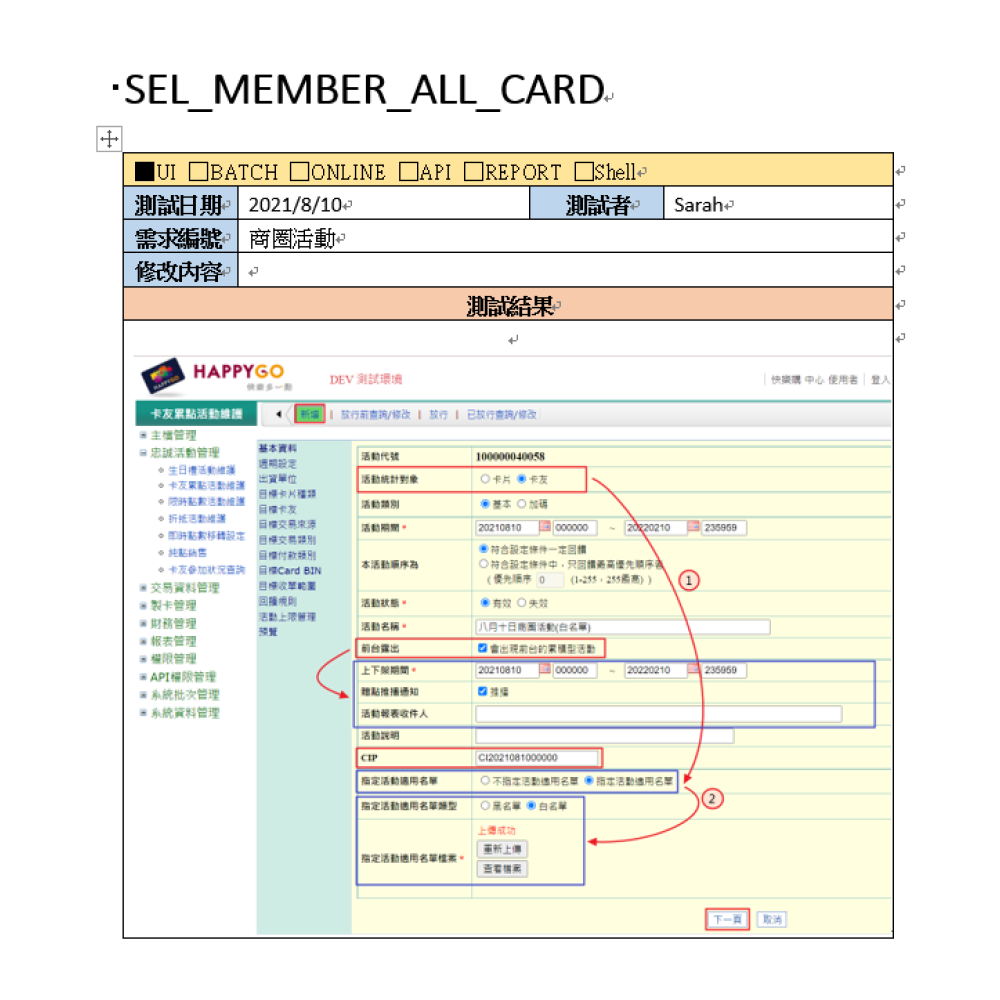 ·SEL_MEMBER_ALL_CARD
■UI □BATCH □ONLINE □API □REPORT □Shell
測試日期 2021/8/10 測試者 Sarah
需求編號 商圈活動
修改內容
測試結果
HAPPYGO
快樂多一點 DEV 測試環境 | 快樂購 中心 使用者 | 登入
卡友累點活動維護 新增 | 放行前查詢/修改 | 放行 | 已放行查詢/修改
主檔管理
忠誠活動管理
生日禮活動維護
卡友累點活動維護
限時點數活動維護
折抵活動維護
即時點數移轉設定
純點銷售
卡友參加狀況查詢
交易資料管理
製卡管理
財務管理
報表管理
權限管理
API權限管理
系統批次管理
系統資料管理
基本資料
週期設定
出資單位
目標卡片種類
目標卡友
目標交易來源
目標交易類別
目標付款類別
目標Card BIN
目標收單範圍
回饋規則
活動上限管理
預覽
活動代號 100000040058
活動統計對象 卡片 卡友
活動類別 基本 加碼
活動期間 * 20210810 000000 ~ 20220210 235959
本活動順序為 符合設定條件一定回饋
符合設定條件中，只回饋最高優先順序者
(優先順序 0 (1-255，255最高))
①
活動狀態 * 有效 失效
活動名稱 * 八月十日商圈活動(白名單)
前台露出 會出現前台的累積型活動
上下架期間 * 20210810 000000 ~ 20220210 235959
贈點推播通知 推播
活動報表收件人
活動說明
CIP CI2021081000000
指定活動適用名單 不指定活動適用名單 指定活動適用名單
②
指定活動適用名單類型 黑名單 白名單
指定活動適用名單檔案 * 上傳成功
重新上傳
查看檔案
下一頁 取消